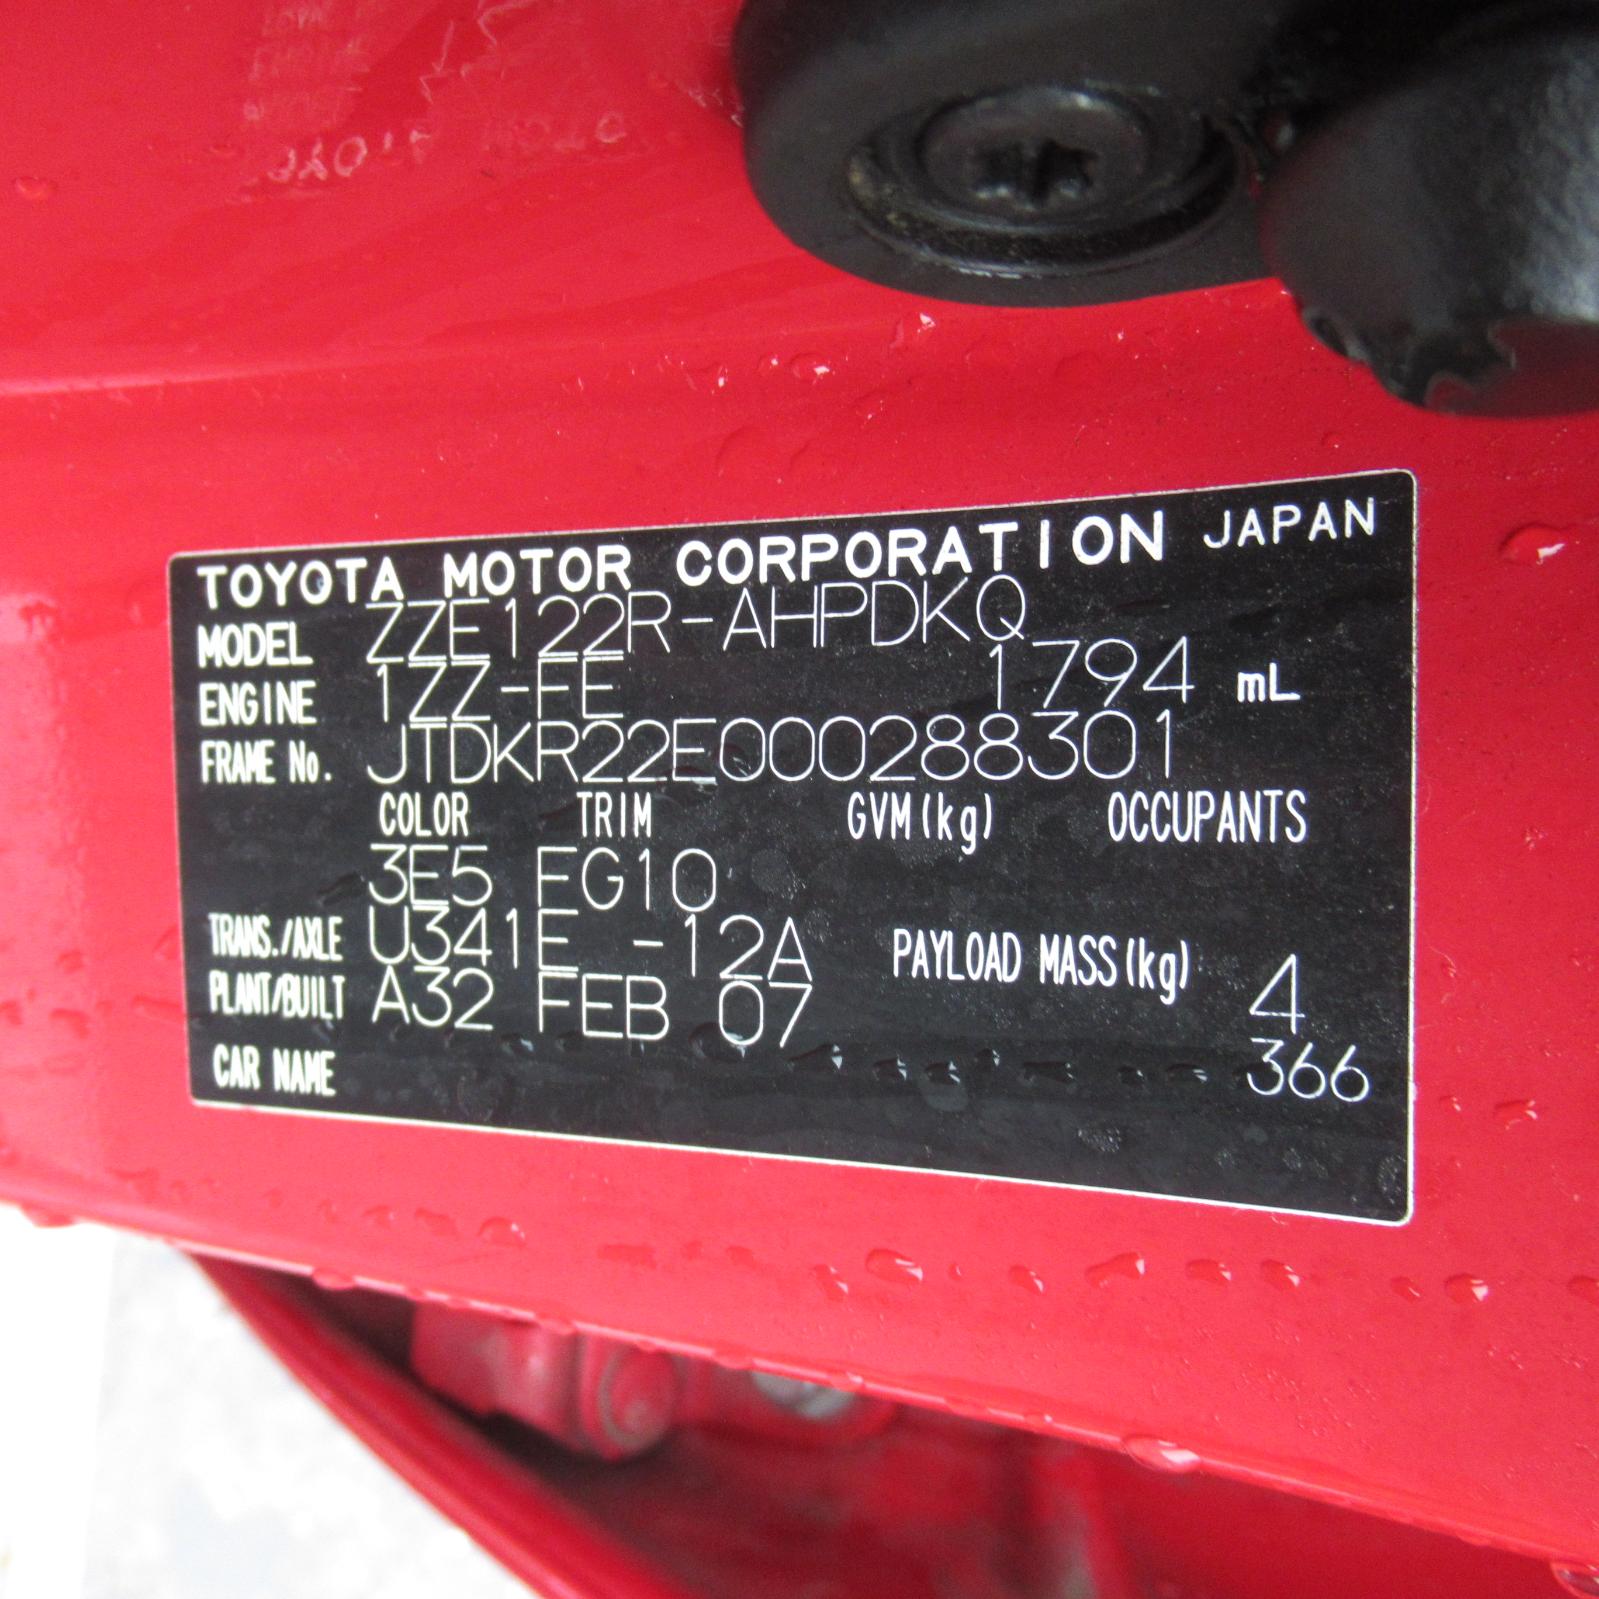 TOYOTA MOTOR CORPORATION JAPAN
MODEL ZZE122R-AHPDKQ
ENGINE 1ZZ-FE 1794 mL
FRAME No. JTDKR22E000288301
COLOR TRIM GVM(kg) OCCUPANTS
3E5 FG10
TRANS./AXLE U341E -12A PAYLOAD MASS(kg) 4
PLANT/BUILT A32 FEB 07 366
CAR NAME